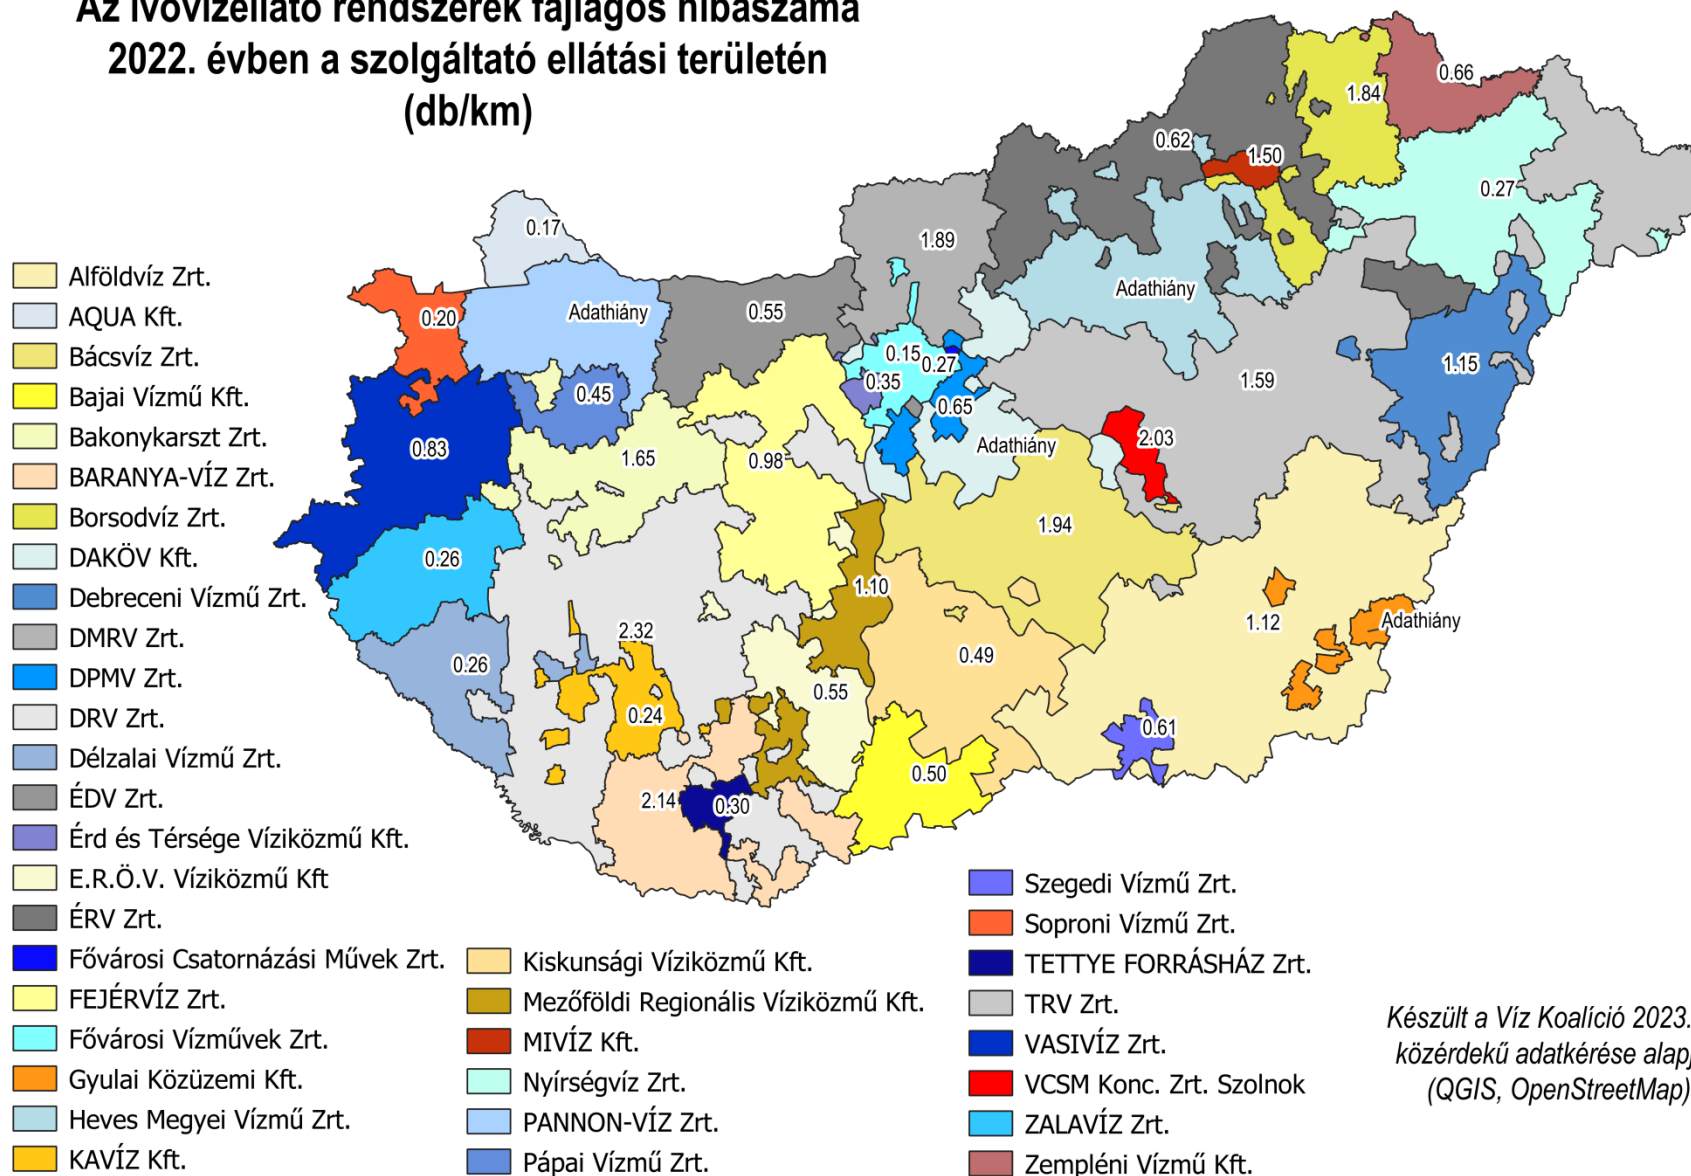 Az ivóvízellátó rendszerek fajlagos hibaszáma
2022. évben a szolgáltató ellátási területén
(db/km)
0.66
1.84
0.62
1.50
0.27
0.17
1.89
Adathiány
Adathiány
0.20
0.55
0.15
0.27
0.35
1.15
0.45
0.65
1.59
0.83
1.65
0.98
Adathiány
2.03
1.94
0.26
1.10
1.12
Adathiány
2.32
0.26
0.49
0.55
0.24
0.61
0.50
2.14
0.30
Alföldvíz Zrt.
AQUA Kft.
Bácsvíz Zrt.
Bajai Vízmű Kft.
Bakonykarszt Zrt.
BARANYA-VÍZ Zrt.
Borsodvíz Zrt.
DAKÖV Kft.
Debreceni Vízmű Zrt.
DMRV Zrt.
DPMV Zrt.
DRV Zrt.
Délzalai Vízmű Zrt.
ÉDV Zrt.
Érd és Térsége Víziközmű Kft.
E.R.Ö.V. Víziközmű Kft
ÉRV Zrt.
Fővárosi Csatornázási Művek Zrt.
FEJÉRVÍZ Zrt.
Fővárosi Vízművek Zrt.
Gyulai Közüzemi Kft.
Heves Megyei Vízmű Zrt.
KAVÍZ Kft.
Kiskunsági Víziközmű Kft.
Mezőföldi Regionális Víziközmű Kft.
MIVÍZ Kft.
Nyírségvíz Zrt.
PANNON-VÍZ Zrt.
Pápai Vízmű Zrt.
Szegedi Vízmű Zrt.
Soproni Vízmű Zrt.
TETTYE FORRÁSHÁZ Zrt.
TRV Zrt.
VASIVÍZ Zrt.
VCSM Konc. Zrt. Szolnok
ZALAVÍZ Zrt.
Zempléni Vízmű Kft.
Készült a Víz Koalíció 2023.
közérdekű adatkérése alapj
(QGIS, OpenStreetMap)